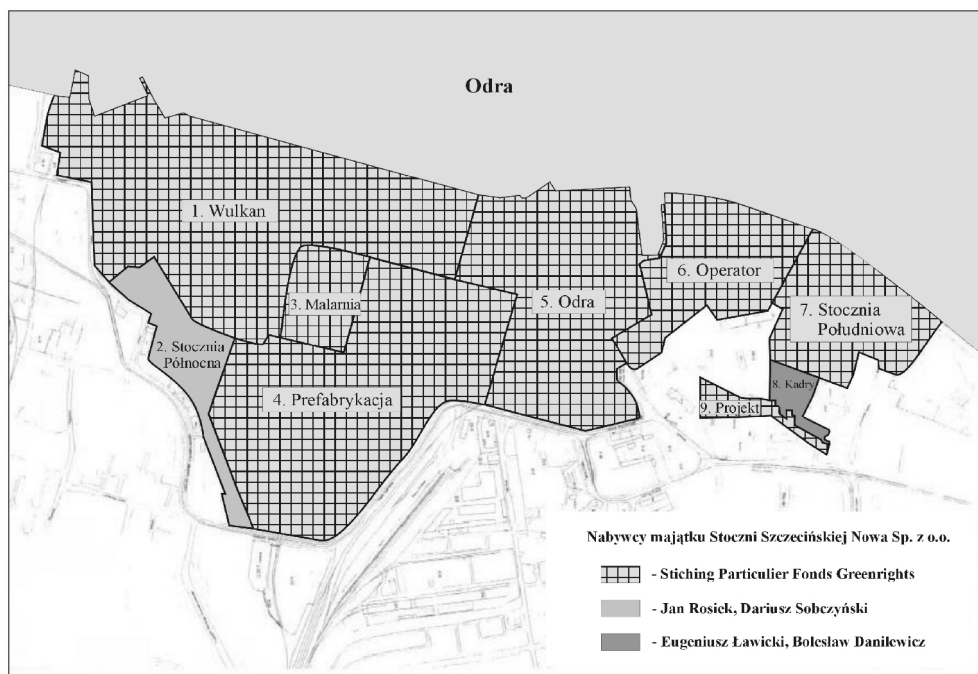 Odra
1. Wulkan
2. Stocznia
Północna
3. Malarnia
4. Prefabrykacja
5. Odra
6. Operator
7. Stocznia
Południowa
8. Kadry
9. Projekt
Nabywcy majątku Stoczni Szczecińskiej Nowa Sp. z o.o.
- Stiching Particulier Fonds Greenrights
- Jan Rosiek, Dariusz Sobczyński
- Eugeniusz Ławicki, Bolesław Danilewicz